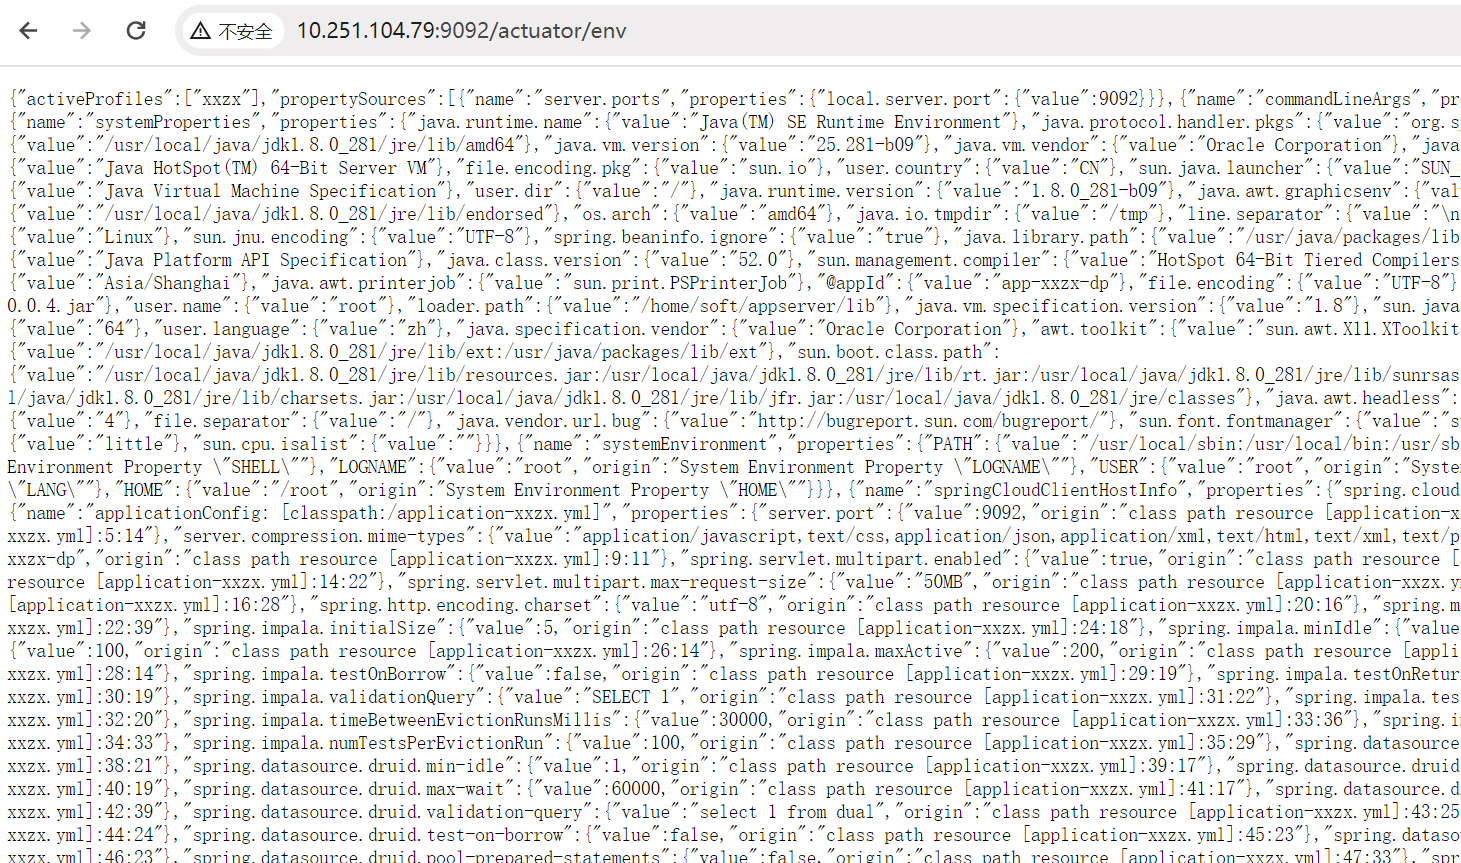 不安全 10.251.104.79:9092/actuator/env
{"activeProfiles":["xxzx"],"propertySources":[{"name":"server.ports","properties":{"local.server.port":{"value":9092}}},{"name":"commandLineArgs","pr
{"name":"systemProperties","properties":{"java.runtime.name":{"value":"Java(TM) SE Runtime Environment"},"java.protocol.handler.pkgs":{"value":"org.s
{"value":"/usr/local/java/jdk1.8.0_281/jre/lib/amd64"},"java.vm.version":{"value":"25.281-b09"},"java.vm.vendor":{"value":"Oracle Corporation"},"java
{"value":"Java HotSpot(TM) 64-Bit Server VM"},"file.encoding.pkg":{"value":"sun.io"},"user.country":{"value":"CN"},"sun.java.launcher":{"value":"SUN_
{"value":"Java Virtual Machine Specification"},"user.dir":{"value":"/"},"java.runtime.version":{"value":"1.8.0_281-b09"},"java.awt.graphicsenv":{"val
{"value":"/usr/local/java/jdk1.8.0_281/jre/lib/endorsed"},"os.arch":{"value":"amd64"},"java.io.tmpdir":{"value":"/tmp"},"line.separator":{"value":"\n
{"value":"Linux"},"sun.jnu.encoding":{"value":"UTF-8"},"spring.beaninfo.ignore":{"value":"true"},"java.library.path":{"value":"/usr/java/packages/lib
{"value":"Java Platform API Specification"},"java.class.version":{"value":"52.0"},"sun.management.compiler":{"value":"HotSpot 64-Bit Tiered Compilers
{"value":"Asia/Shanghai"},"java.awt.printerjob":{"value":"sun.print.PSPrinterJob"},"@appId":{"value":"app-xxzx-dp"},"file.encoding":{"value":"UTF-8"}
0.0.4.jar"},"user.name":{"value":"root"},"loader.path":{"value":"/home/soft/appserver/lib"},"java.vm.specification.version":{"value":"1.8"},"sun.java
{"value":"64"},"user.language":{"value":"zh"},"java.specification.vendor":{"value":"Oracle Corporation"},"awt.toolkit":{"value":"sun.awt.X11.XToolkit
{"value":"/usr/local/java/jdk1.8.0_281/jre/lib/ext:/usr/java/packages/lib/ext"},"sun.boot.class.path":
{"value":"/usr/local/java/jdk1.8.0_281/jre/lib/resources.jar:/usr/local/java/jdk1.8.0_281/jre/lib/rt.jar:/usr/local/java/jdk1.8.0_281/jre/lib/sunrsas
l/java/jdk1.8.0_281/jre/lib/charsets.jar:/usr/local/java/jdk1.8.0_281/jre/lib/jfr.jar:/usr/local/java/jdk1.8.0_281/jre/classes"},"java.awt.headless":
{"value":"4"},"file.separator":{"value":"/"},"java.vendor.url.bug":{"value":"http://bugreport.sun.com/bugreport/"},"sun.font.fontmanager":{"value":"s
{"value":"little"},"sun.cpu.isalist":{"value":""}}},{"name":"systemEnvironment","properties":{"PATH":{"value":"/usr/local/sbin:/usr/local/bin:/usr/sb
Environment Property \"SHELL\""},"LOGNAME":{"value":"root","origin":"System Environment Property \"LOGNAME\""},"USER":{"value":"root","origin":"Syste
\"LANG\""},"HOME":{"value":"/root","origin":"System Environment Property \"HOME\""}}},{"name":"springCloudClientHostInfo","properties":{"spring.cloud
{"name":"applicationConfig: [classpath:/application-xxzx.yml]","properties":{"server.port":{"value":9092,"origin":"class path resource [application-x
xxzx.yml]:5:14"},"server.compression.mime-types":{"value":"application/javascript,text/css,application/json,application/xml,text/html,text/xml,text/p
xxzx-dp","origin":"class path resource [application-xxzx.yml]:9:11"},"spring.servlet.multipart.enabled":{"value":true,"origin":"class path resource [
resource [application-xxzx.yml]:14:22"},"spring.servlet.multipart.max-request-size":{"value":"50MB","origin":"class path resource [application-xxzx.y
[application-xxzx.yml]:16:28"},"spring.http.encoding.charset":{"value":"utf-8","origin":"class path resource [application-xxzx.yml]:20:16"},"spring.m
xxzx.yml]:22:39"},"spring.impala.initialSize":{"value":5,"origin":"class path resource [application-xxzx.yml]:24:18"},"spring.impala.minIdle":{"value
{"value":100,"origin":"class path resource [application-xxzx.yml]:26:14"},"spring.impala.maxActive":{"value":200,"origin":"class path resource [appli
xxzx.yml]:28:14"},"spring.impala.testOnBorrow":{"value":false,"origin":"class path resource [application-xxzx.yml]:29:19"},"spring.impala.testOnRetur
xxzx.yml]:30:19"},"spring.impala.validationQuery":{"value":"SELECT 1","origin":"class path resource [application-xxzx.yml]:31:22"},"spring.impala.tes
xxzx.yml]:32:20"},"spring.impala.timeBetweenEvictionRunsMillis":{"value":30000,"origin":"class path resource [application-xxzx.yml]:33:36"},"spring.i
xxzx.yml]:34:33"},"spring.impala.numTestsPerEvictionRun":{"value":100,"origin":"class path resource [application-xxzx.yml]:35:29"},"spring.datasource
xxzx.yml]:38:21"},"spring.datasource.druid.min-idle":{"value":1,"origin":"class path resource [application-xxzx.yml]:39:17"},"spring.datasource.druid
xxzx.yml]:40:19"},"spring.datasource.druid.max-wait":{"value":60000,"origin":"class path resource [application-xxzx.yml]:41:17"},"spring.datasource.d
xxzx.yml]:42:39"},"spring.datasource.druid.validation-query":{"value":"select 1 from dual","origin":"class path resource [application-xxzx.yml]:43:25
xxzx.yml]:44:24"},"spring.datasource.druid.test-on-borrow":{"value":false,"origin":"class path resource [application-xxzx.yml]:45:23"},"spring.dataso
xxzx.yml]:46:23"},"spring.datasource.druid.pool-prepared-statements":{"value":false,"origin":"class path resource [application-xxzx.yml]:47:33"},"spr